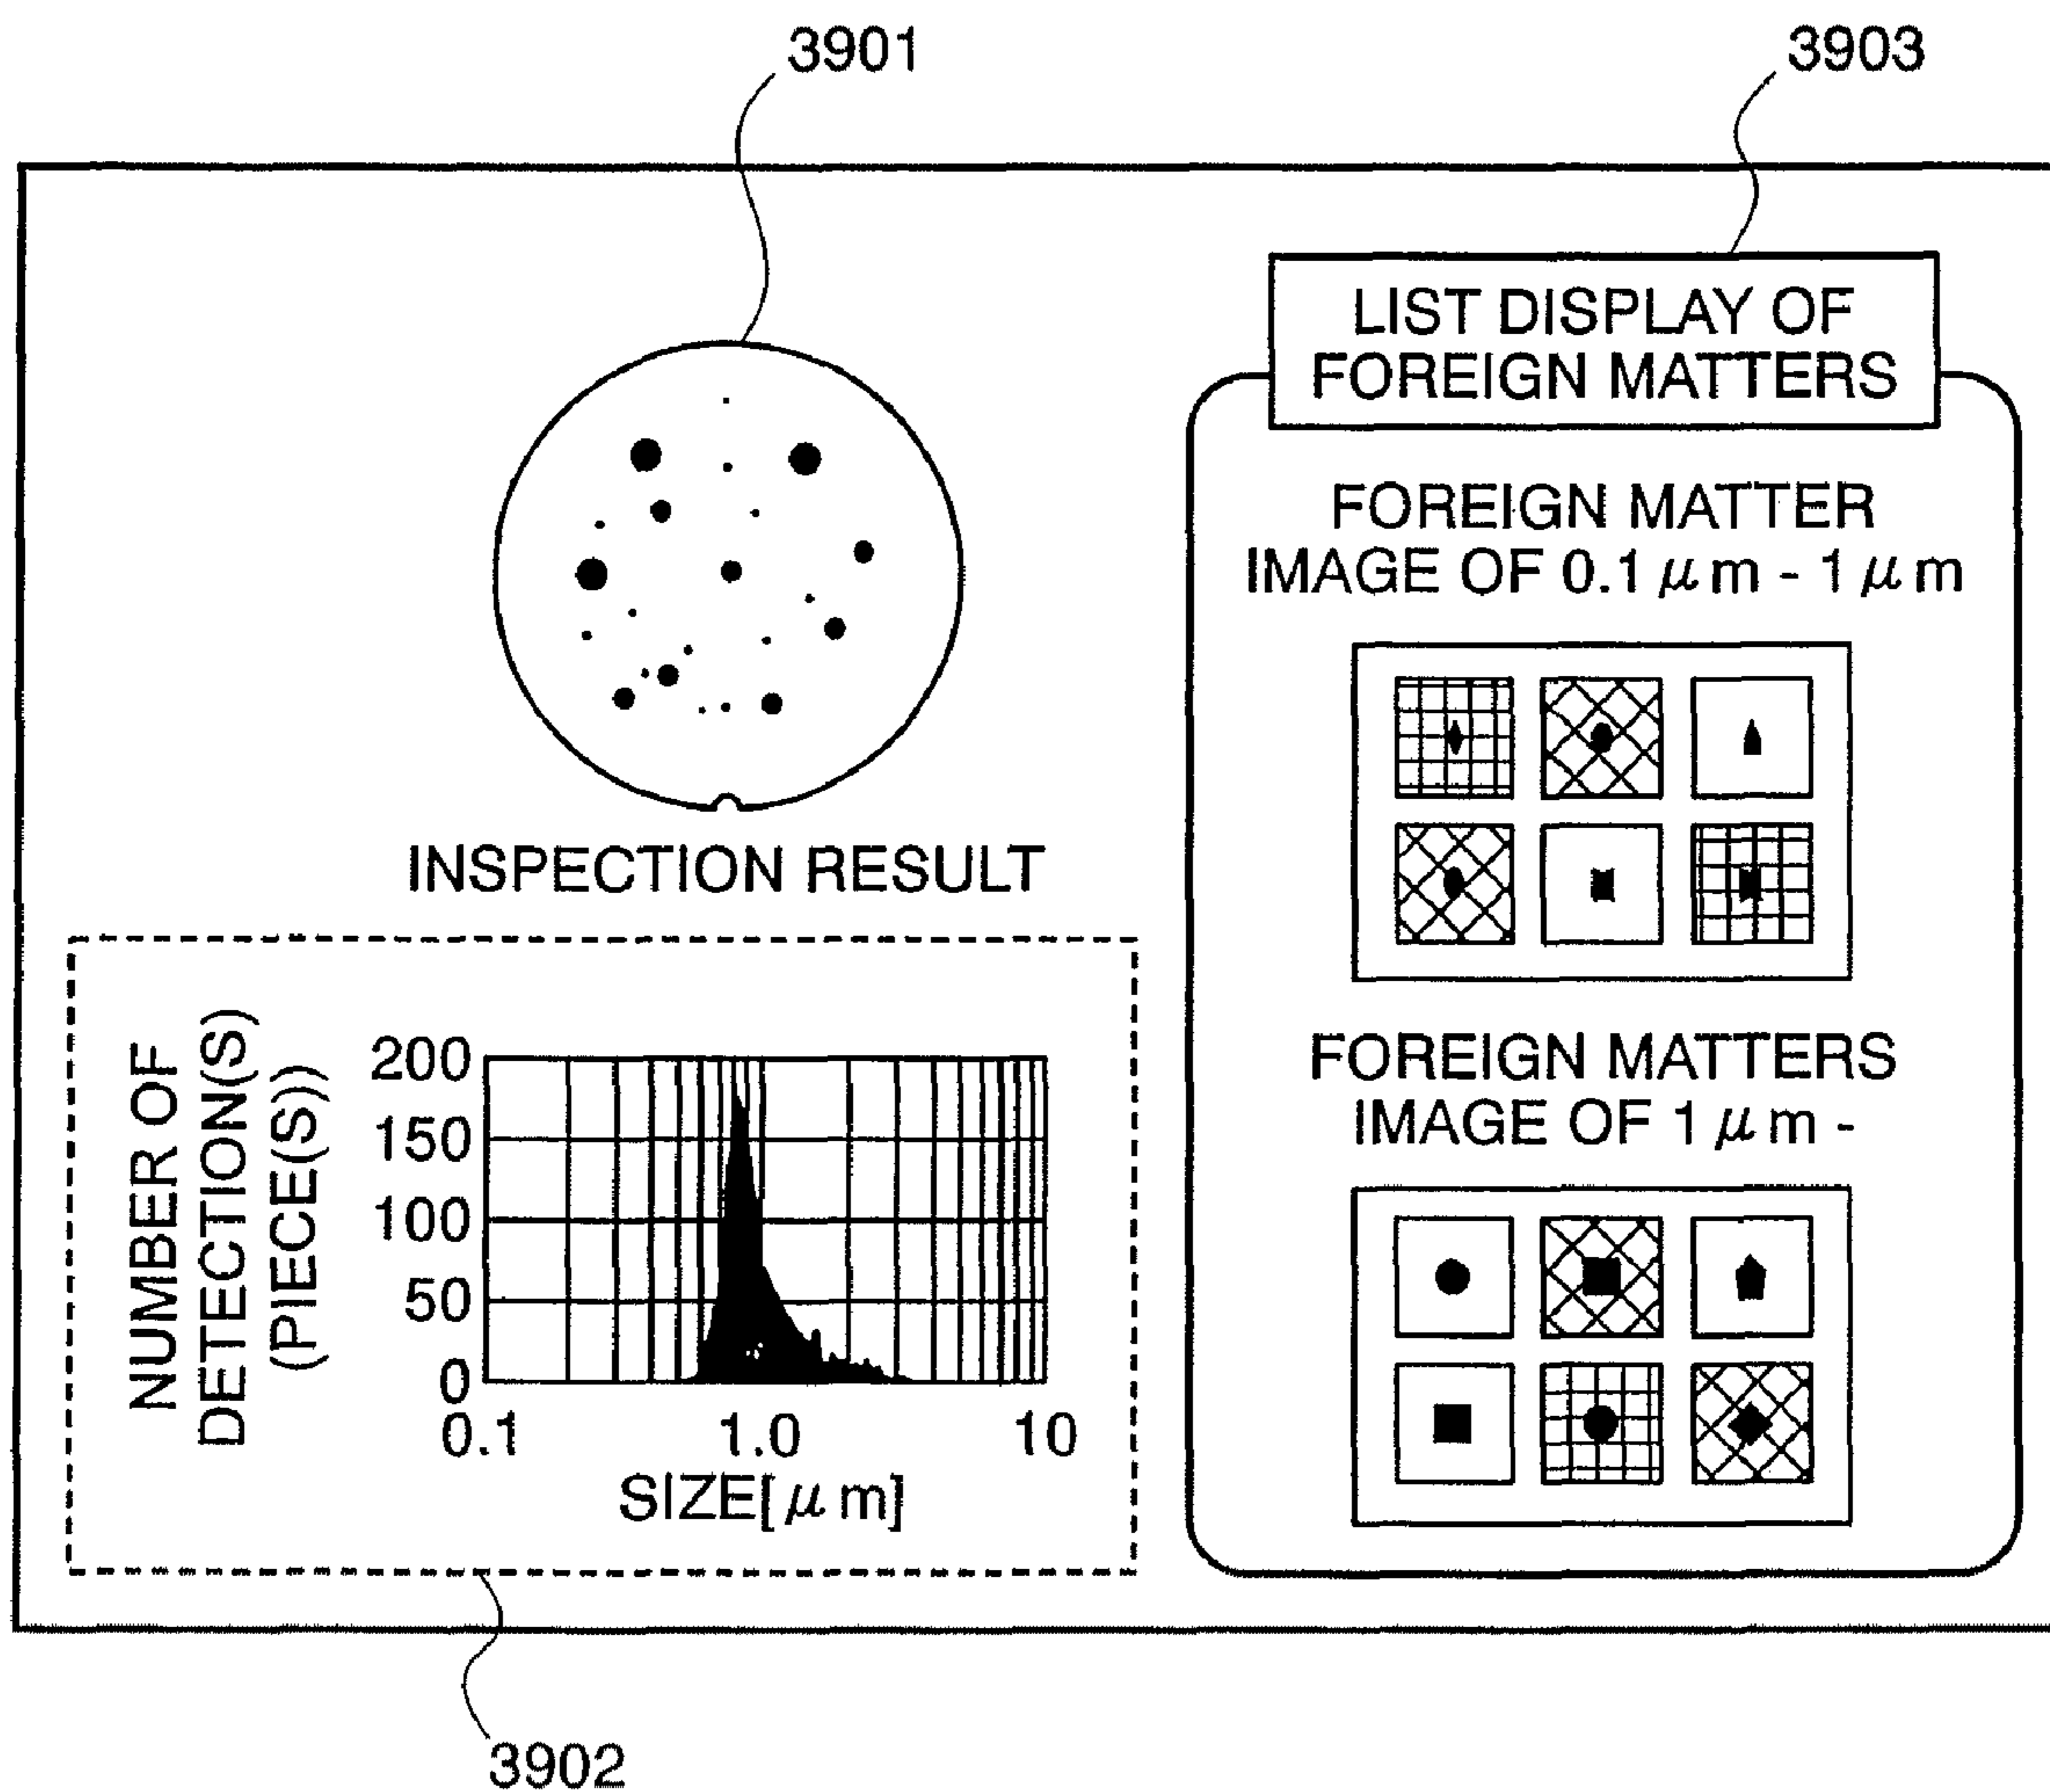 3901
3903
LIST DISPLAY OF
FOREIGN MATTERS
FOREIGN MATTER
IMAGE OF 0.1 μm - 1 μm
INSPECTION RESULT
NUMBER OF
DETECTION(S)
(PIECE(S))
200
150
100
50
0
0.1 1.0 10
SIZE[μm]
FOREIGN MATTERS
IMAGE OF 1 μm -
3902